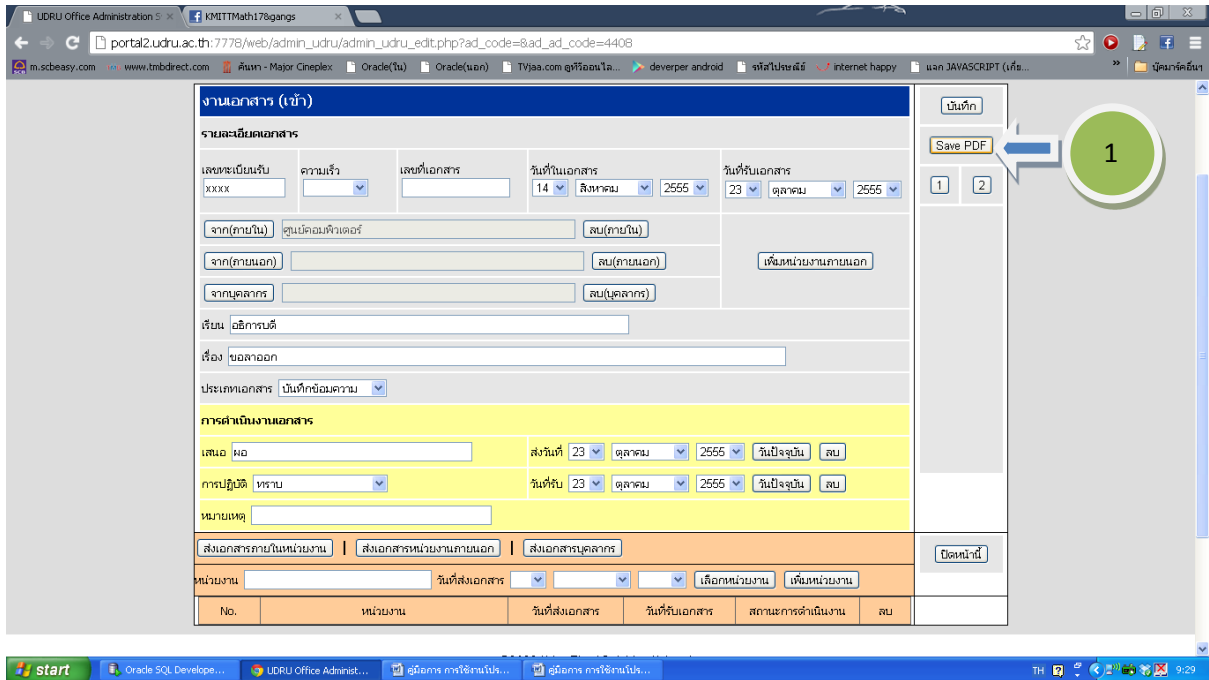 UDRU Office Administration S
KMITTMath17&gangs
portal2.udru.ac.th:7778/web/admin_udru/admin_udru_edit.php?ad_code=&ad_ad_code=4408
m.scbeasy.com www.tmbdirect.com ค้นหา - Major Cineplex Oracle(ใน) Oracle(นอก) TVjaa.com ดูทีวีออนไล... deverper android รหัสไปรษณีย์ internet happy แจก JAVASCRIPT (เกี่ย... » บุ๊คมาร์คอื่นๆ
งานเอกสาร (เข้า)
บันทึก
รายละเอียดเอกสาร
Save PDF
1
เลขทะเบียนรับ ความเร็ว เลขที่เอกสาร วันที่ในเอกสาร วันที่รับเอกสาร
xxxx 14 สิงหาคม 2555 23 ตุลาคม 2555
1 2
จาก(ภายใน) ศูนย์คอมพิวเตอร์ ลบ(ภายใน)
จาก(ภายนอก) ลบ(ภายนอก) เพิ่มหน่วยงานภายนอก
จากบุคลากร ลบ(บุคลากร)
เรียน อธิการบดี
เรื่อง ขอลาออก
ประเภทเอกสาร บันทึกข้อมความ
การดำเนินงานเอกสาร
เสนอ ผอ ส่งวันที่ 23 ตุลาคม 2555 วันปัจจุบัน ลบ
การปฏิบัติ ทราบ วันที่รับ 23 ตุลาคม 2555 วันปัจจุบัน ลบ
หมายเหตุ
ส่งเอกสารภายในหน่วยงาน | ส่งเอกสารหน่วยงานภายนอก | ส่งเอกสารบุคลากร
ปิดหน้านี้
หน่วยงาน วันที่ส่งเอกสาร เลือกหน่วยงาน เพิ่มหน่วยงาน
No. หน่วยงาน วันที่ส่งเอกสาร วันที่รับเอกสาร สถานะการดำเนินงาน ลบ
start Oracle SQL Develope... UDRU Office Administ... คู่มือการ การใช้งานโปร... คู่มือการ การใช้งานโปร... TH 9:29